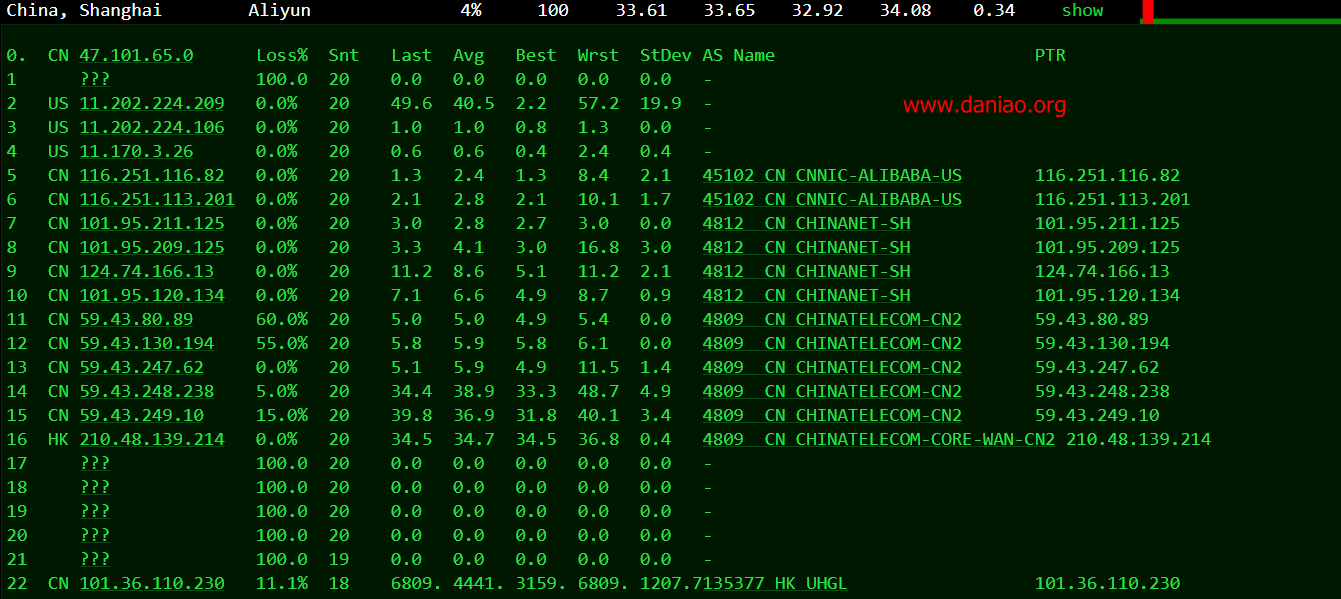 China, Shanghai Aliyun 4% 100 33.61 33.65 32.92 34.08 0.34 show
0. CN 47.101.65.0 Loss% Snt Last Avg Best Wrst StDev AS Name PTR
1 ??? 100.0 20 0.0 0.0 0.0 0.0 0.0 -
2 US 11.202.224.209 0.0% 20 49.6 40.5 2.2 57.2 19.9 -
www.daniao.org
3 US 11.202.224.106 0.0% 20 1.0 1.0 0.8 1.3 0.0 -
4 US 11.170.3.26 0.0% 20 0.6 0.6 0.4 2.4 0.4 -
5 CN 116.251.116.82 0.0% 20 1.3 2.4 1.3 8.4 2.1 45102 CN CNNIC-ALIBABA-US 116.251.116.82
6 CN 116.251.113.201 0.0% 20 2.1 2.8 2.1 10.1 1.7 45102 CN CNNIC-ALIBABA-US 116.251.113.201
7 CN 101.95.211.125 0.0% 20 3.0 2.8 2.7 3.0 0.0 4812 CN CHINANET-SH 101.95.211.125
8 CN 101.95.209.125 0.0% 20 3.3 4.1 3.0 16.8 3.0 4812 CN CHINANET-SH 101.95.209.125
9 CN 124.74.166.13 0.0% 20 11.2 8.6 5.1 11.2 2.1 4812 CN CHINANET-SH 124.74.166.13
10 CN 101.95.120.134 0.0% 20 7.1 6.6 4.9 8.7 0.9 4812 CN CHINANET-SH 101.95.120.134
11 CN 59.43.80.89 60.0% 20 5.0 5.0 4.9 5.4 0.0 4809 CN CHINATELECOM-CN2 59.43.80.89
12 CN 59.43.130.194 55.0% 20 5.8 5.9 5.8 6.1 0.0 4809 CN CHINATELECOM-CN2 59.43.130.194
13 CN 59.43.247.62 0.0% 20 5.1 5.9 4.9 11.5 1.4 4809 CN CHINATELECOM-CN2 59.43.247.62
14 CN 59.43.248.238 5.0% 20 34.4 38.9 33.3 48.7 4.9 4809 CN CHINATELECOM-CN2 59.43.248.238
15 CN 59.43.249.10 15.0% 20 39.8 36.9 31.8 40.1 3.4 4809 CN CHINATELECOM-CN2 59.43.249.10
16 HK 210.48.139.214 0.0% 20 34.5 34.7 34.5 36.8 0.4 4809 CN CHINATELECOM-CORE-WAN-CN2 210.48.139.214
17 ??? 100.0 20 0.0 0.0 0.0 0.0 0.0 -
18 ??? 100.0 20 0.0 0.0 0.0 0.0 0.0 -
19 ??? 100.0 20 0.0 0.0 0.0 0.0 0.0 -
20 ??? 100.0 20 0.0 0.0 0.0 0.0 0.0 -
21 ??? 100.0 19 0.0 0.0 0.0 0.0 0.0 -
22 CN 101.36.110.230 11.1% 18 6809. 4441. 3159. 6809. 1207.7135377 HK UHGL 101.36.110.230